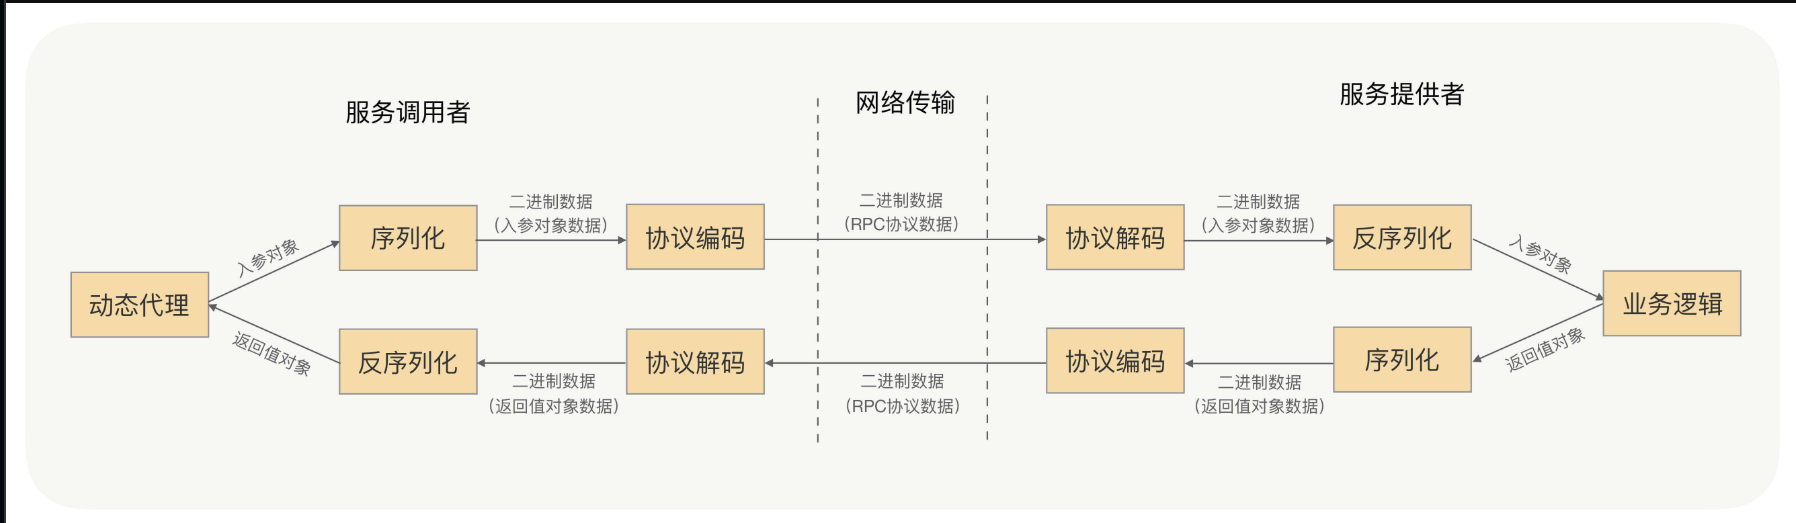 服务调用者
网络传输
服务提供者
二进制数据
(入参对象数据)
二进制数据
(RPC协议数据)
二进制数据
(入参对象数据)
入参对象
序列化
协议编码
协议解码
反序列化
入参对象
动态代理
业务逻辑
返回值对象
反序列化
协议解码
协议编码
序列化
返回值对象
二进制数据
(返回值对象数据)
二进制数据
(RPC协议数据)
二进制数据
(返回值对象数据)